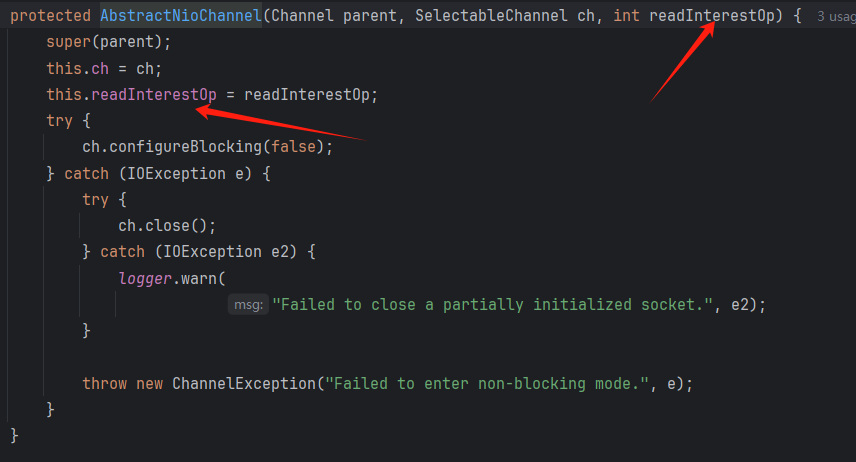 protected AbstractNioChannel(Channel parent, SelectableChannel ch, int readInterestOp) { 3 usag
super(parent);
this.ch = ch;
this.readInterestOp = readInterestOp;
try {
ch.configureBlocking(false);
} catch (IOException e) {
try {
ch.close();
} catch (IOException e2) {
logger.warn(
msg: "Failed to close a partially initialized socket.", e2);
}
throw new ChannelException("Failed to enter non-blocking mode.", e);
}
}